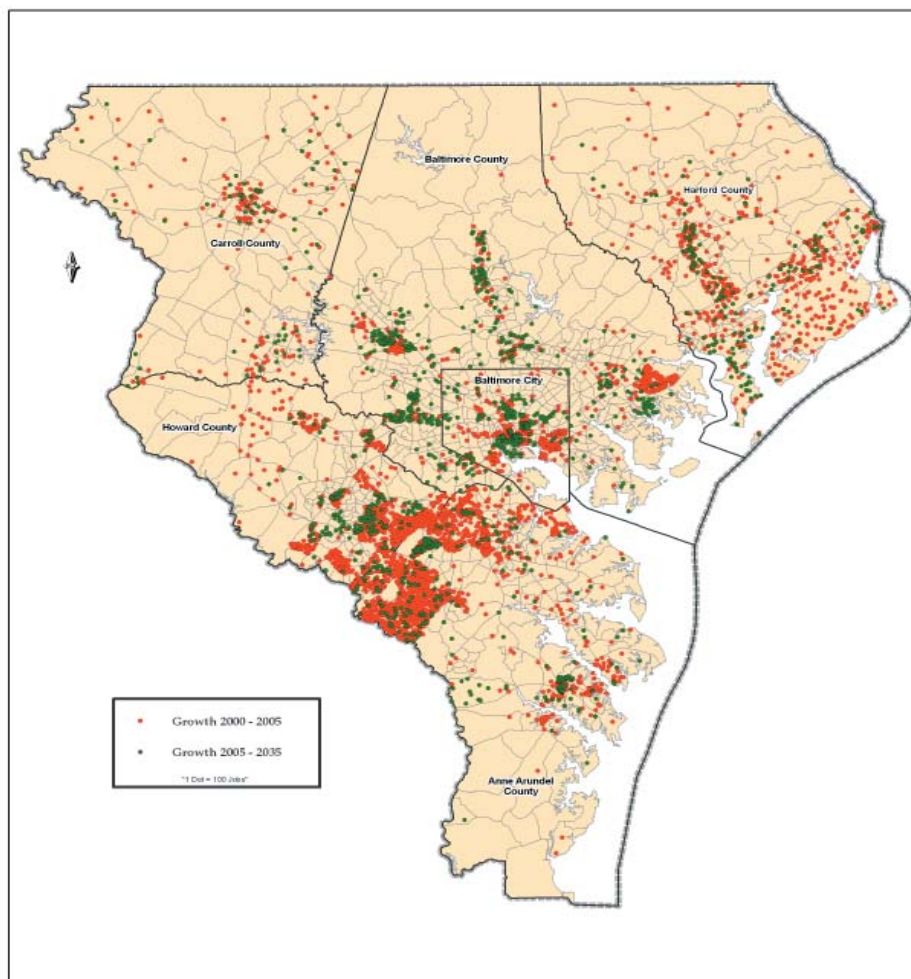 Baltimore County
Harford County
Carroll County
Baltimore City
Howard County
Growth 2000 - 2005
Growth 2005 - 2035
"1 Dot = 100 Jobs"
Anne Arundel
County